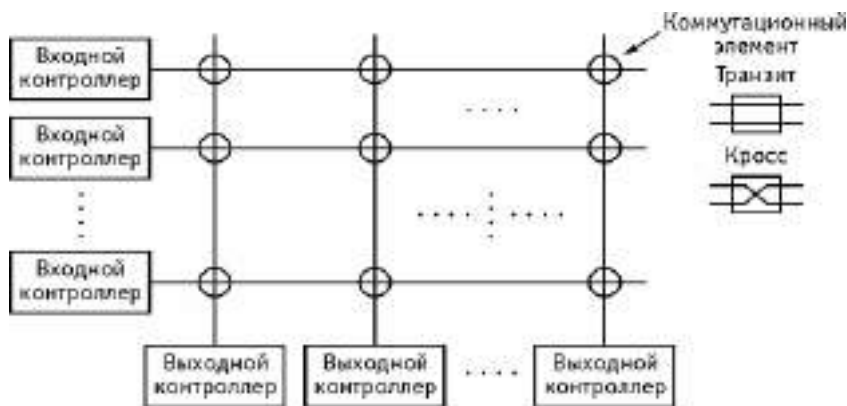 Коммутационный
элемент
Транзит
Кросс
Входной
контроллер
Входной
контроллер
Входной
контроллер
Выходной
контроллер
Выходной
контроллер
Выходной
контроллер